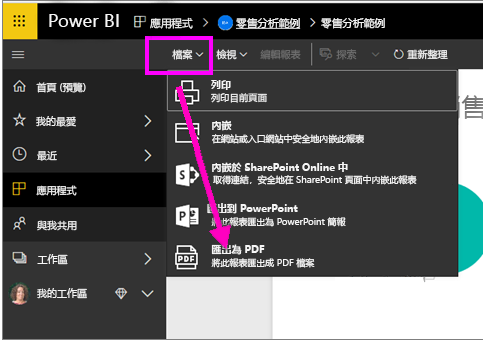 Power BI 應用程式 > 零售分析範例 > 零售分析範例
檔案 檢視 編輯報表 探索 重新整理
首頁 (預覽)
我的最愛
最近
應用程式
與我共用
工作區
我的工作區
列印
列印目前頁面
內嵌
在網站或入口網站中安全地內嵌此報表
內嵌於 SharePoint Online 中
取得連結，安全地在 SharePoint 頁面中內嵌此報表
匯出到 PowerPoint
將此報表匯出為 PowerPoint 簡報
匯出為 PDF
將此報表匯出成 PDF 檔案
售